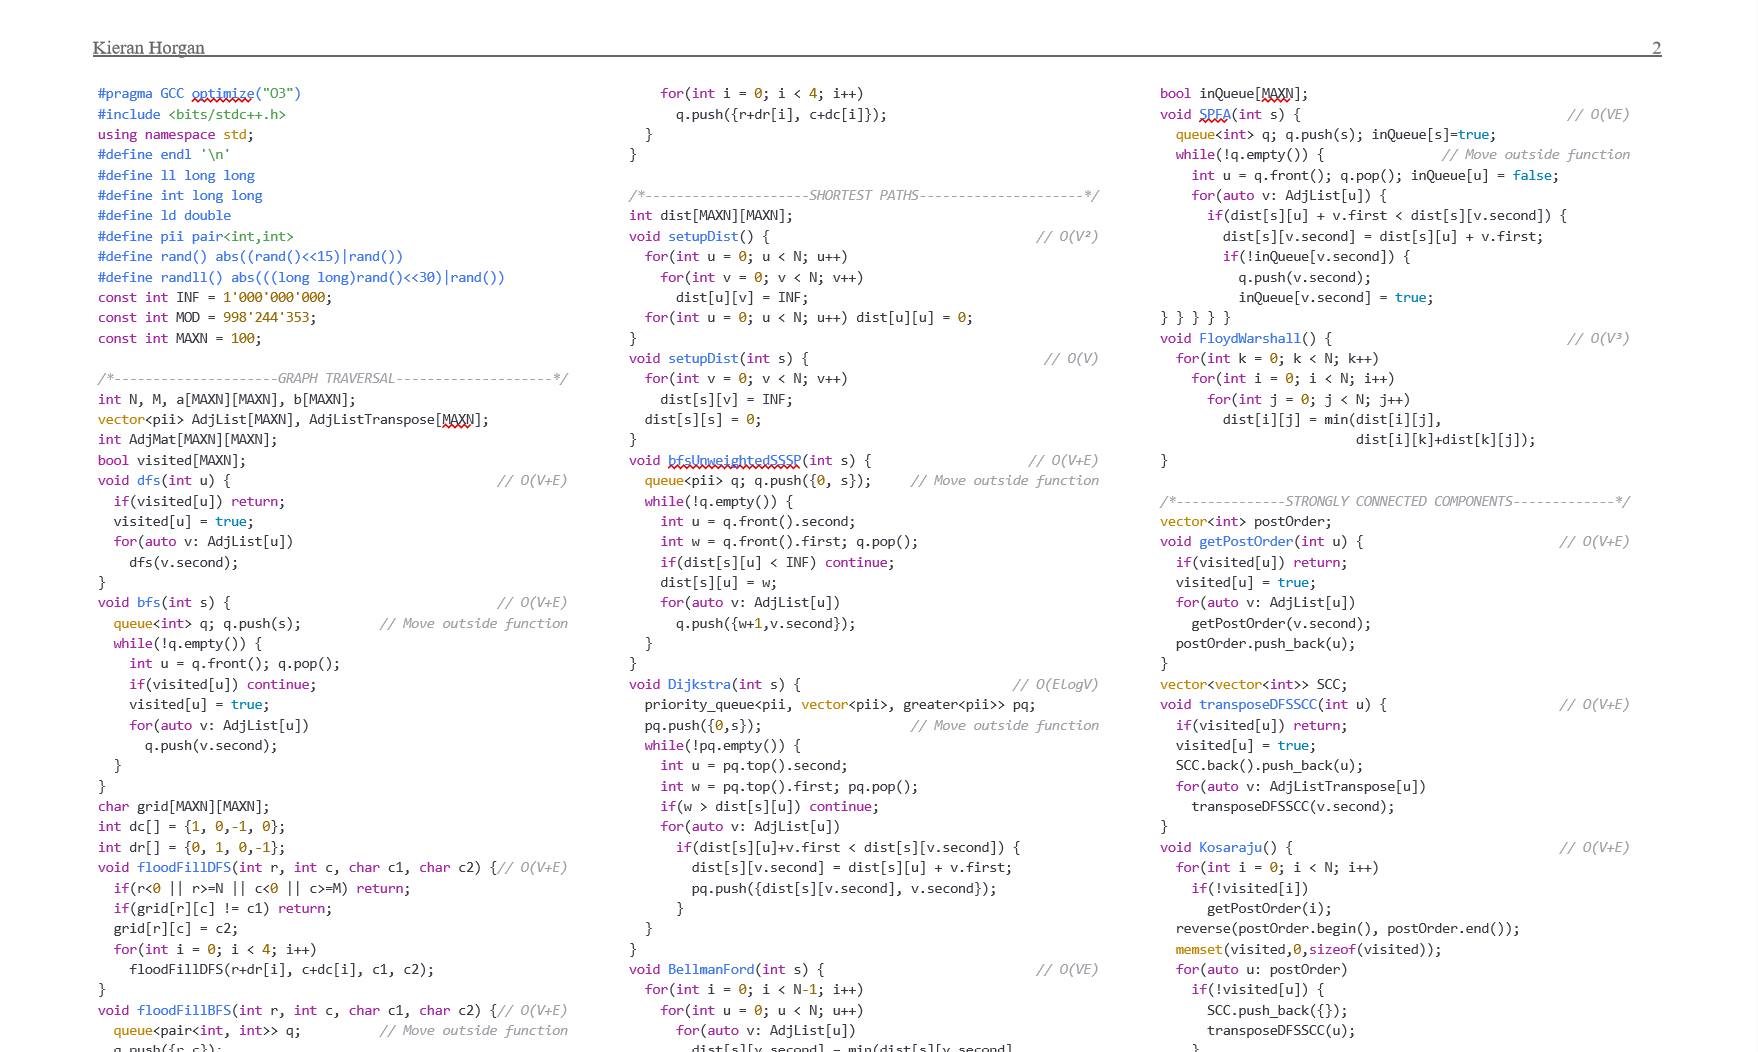 Kieran Horgan
2
#pragma GCC optimize("O3")
#include <bits/stdc++.h>
using namespace std;
#define endl '\n'
#define ll long long
#define int long long
#define ld double
#define pii pair<int,int>
#define rand() abs((rand()<<15)|rand())
#define randll() abs(((long long)rand()<<30)|rand())
const int INF = 1'000'000'000;
const int MOD = 998'244'353;
const int MAXN = 100;
/*---------------------GRAPH TRAVERSAL--------------------*/
int N, M, a[MAXN][MAXN], b[MAXN];
vector<pii> AdjList[MAXN], AdjListTranspose[MAXN];
int AdjMat[MAXN][MAXN];
bool visited[MAXN];
void dfs(int u) { // O(V+E)
if(visited[u]) return;
visited[u] = true;
for(auto v: AdjList[u])
dfs(v.second);
}
void bfs(int s) { // O(V+E)
queue<int> q; q.push(s); // Move outside function
while(!q.empty()) {
int u = q.front(); q.pop();
if(visited[u]) continue;
visited[u] = true;
for(auto v: AdjList[u])
q.push(v.second);
}
}
char grid[MAXN][MAXN];
int dc[] = {1, 0,-1, 0};
int dr[] = {0, 1, 0,-1};
void floodFillDFS(int r, int c, char c1, char c2) {// O(V+E)
if(r<0 || r>=N || c<0 || c>=M) return;
if(grid[r][c] != c1) return;
grid[r][c] = c2;
for(int i = 0; i < 4; i++)
floodFillDFS(r+dr[i], c+dc[i], c1, c2);
}
void floodFillBFS(int r, int c, char c1, char c2) {// O(V+E)
queue<pair<int, int>> q; // Move outside function
q.push({r,c});
for(int i = 0; i < 4; i++)
q.push({r+dr[i], c+dc[i]});
}
}
/*---------------------SHORTEST PATHS---------------------*/
int dist[MAXN][MAXN];
void setupDist() { // O(V²)
for(int u = 0; u < N; u++)
for(int v = 0; v < N; v++)
dist[u][v] = INF;
for(int u = 0; u < N; u++) dist[u][u] = 0;
}
void setupDist(int s) { // O(V)
for(int v = 0; v < N; v++)
dist[s][v] = INF;
dist[s][s] = 0;
}
void bfsUnweightedSSSP(int s) { // O(V+E)
queue<pii> q; q.push({0, s}); // Move outside function
while(!q.empty()) {
int u = q.front().second;
int w = q.front().first; q.pop();
if(dist[s][u] < INF) continue;
dist[s][u] = w;
for(auto v: AdjList[u])
q.push({w+1,v.second});
}
}
void Dijkstra(int s) { // O(ElogV)
priority_queue<pii, vector<pii>, greater<pii>> pq;
pq.push({0,s}); // Move outside function
while(!pq.empty()) {
int u = pq.top().second;
int w = pq.top().first; pq.pop();
if(w > dist[s][u]) continue;
for(auto v: AdjList[u])
if(dist[s][u]+v.first < dist[s][v.second]) {
dist[s][v.second] = dist[s][u] + v.first;
pq.push({dist[s][v.second], v.second});
}
}
}
void BellmanFord(int s) { // O(VE)
for(int i = 0; i < N-1; i++)
for(int u = 0; u < N; u++)
for(auto v: AdjList[u])
dist[s][v.second] = min(dist[s][v.second],
bool inQueue[MAXN];
void SPFA(int s) { // O(VE)
queue<int> q; q.push(s); inQueue[s]=true;
while(!q.empty()) { // Move outside function
int u = q.front(); q.pop(); inQueue[u] = false;
for(auto v: AdjList[u]) {
if(dist[s][u] + v.first < dist[s][v.second]) {
dist[s][v.second] = dist[s][u] + v.first;
if(!inQueue[v.second]) {
q.push(v.second);
inQueue[v.second] = true;
} } } } }
void FloydWarshall() { // O(V³)
for(int k = 0; k < N; k++)
for(int i = 0; i < N; i++)
for(int j = 0; j < N; j++)
dist[i][j] = min(dist[i][j],
dist[i][k]+dist[k][j]);
}
/*--------------STRONGLY CONNECTED COMPONENTS-------------*/
vector<int> postOrder;
void getPostOrder(int u) { // O(V+E)
if(visited[u]) return;
visited[u] = true;
for(auto v: AdjList[u])
getPostOrder(v.second);
postOrder.push_back(u);
}
vector<vector<int>> SCC;
void transposeDFSSCC(int u) { // O(V+E)
if(visited[u]) return;
visited[u] = true;
SCC.back().push_back(u);
for(auto v: AdjListTranspose[u])
transposeDFSSCC(v.second);
}
void Kosaraju() { // O(V+E)
for(int i = 0; i < N; i++)
if(!visited[i])
getPostOrder(i);
reverse(postOrder.begin(), postOrder.end());
memset(visited,0,sizeof(visited));
for(auto u: postOrder)
if(!visited[u]) {
SCC.push_back({});
transposeDFSSCC(u);
}